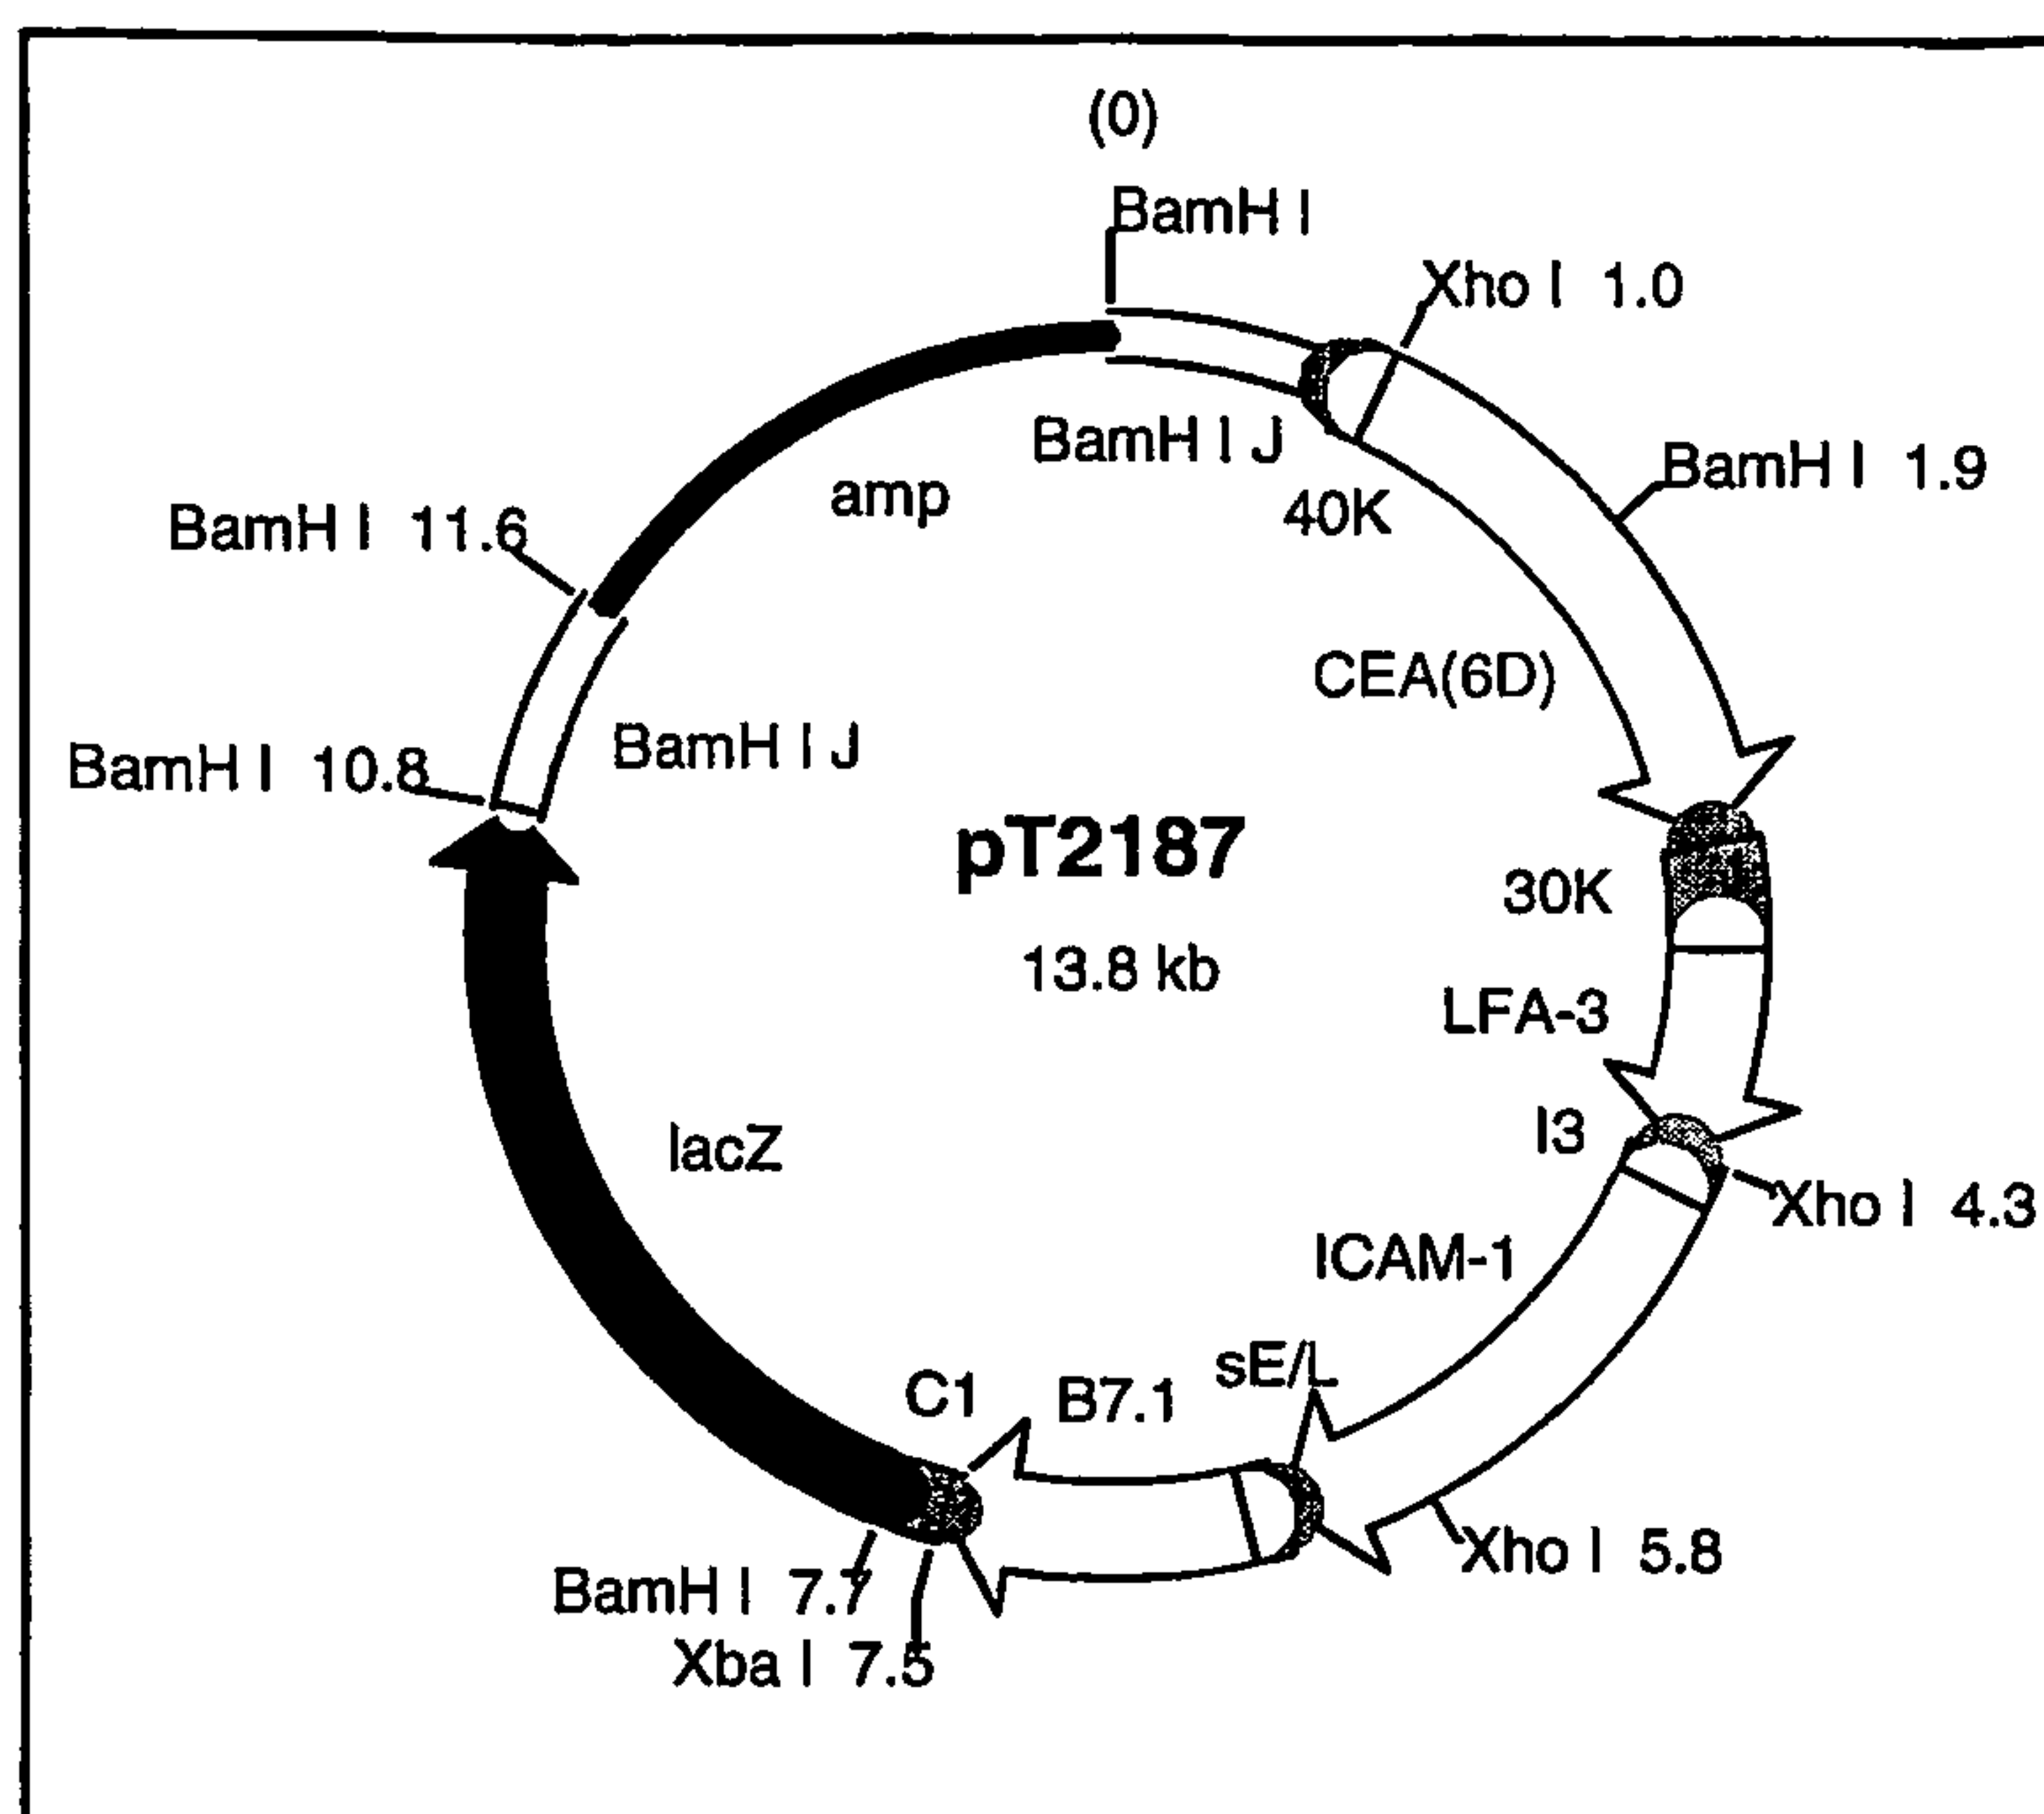 (0)
BamH I
Xho I 1.0
BamH I J
BamH I 1.9
40K
amp
BamH I 11.6
CEA(6D)
BamH I J
BamH I 10.8
pT2187
13.8 kb
30K
LFA-3
I3
lacZ
Xho I 4.3
ICAM-1
sE/L
B7.1
C1
Xho I 5.8
BamH I 7.7
Xba I 7.5